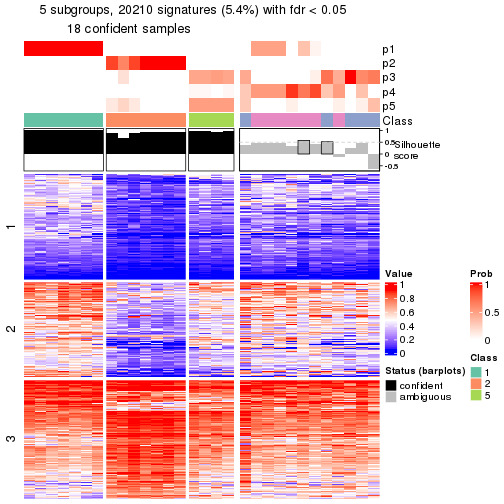 5 subgroups, 20210 signatures (5.4%) with fdr < 0.05
18 confident samples
p1
p2
p3
p4
p5
Class
1
0.5
0
-0.5
Silhouette
score
1
2
3
Value
1
0.8
0.6
0.4
0.2
0
Status (barplots)
confident
ambiguous
Prob
1
0.5
0
Class
1
2
5